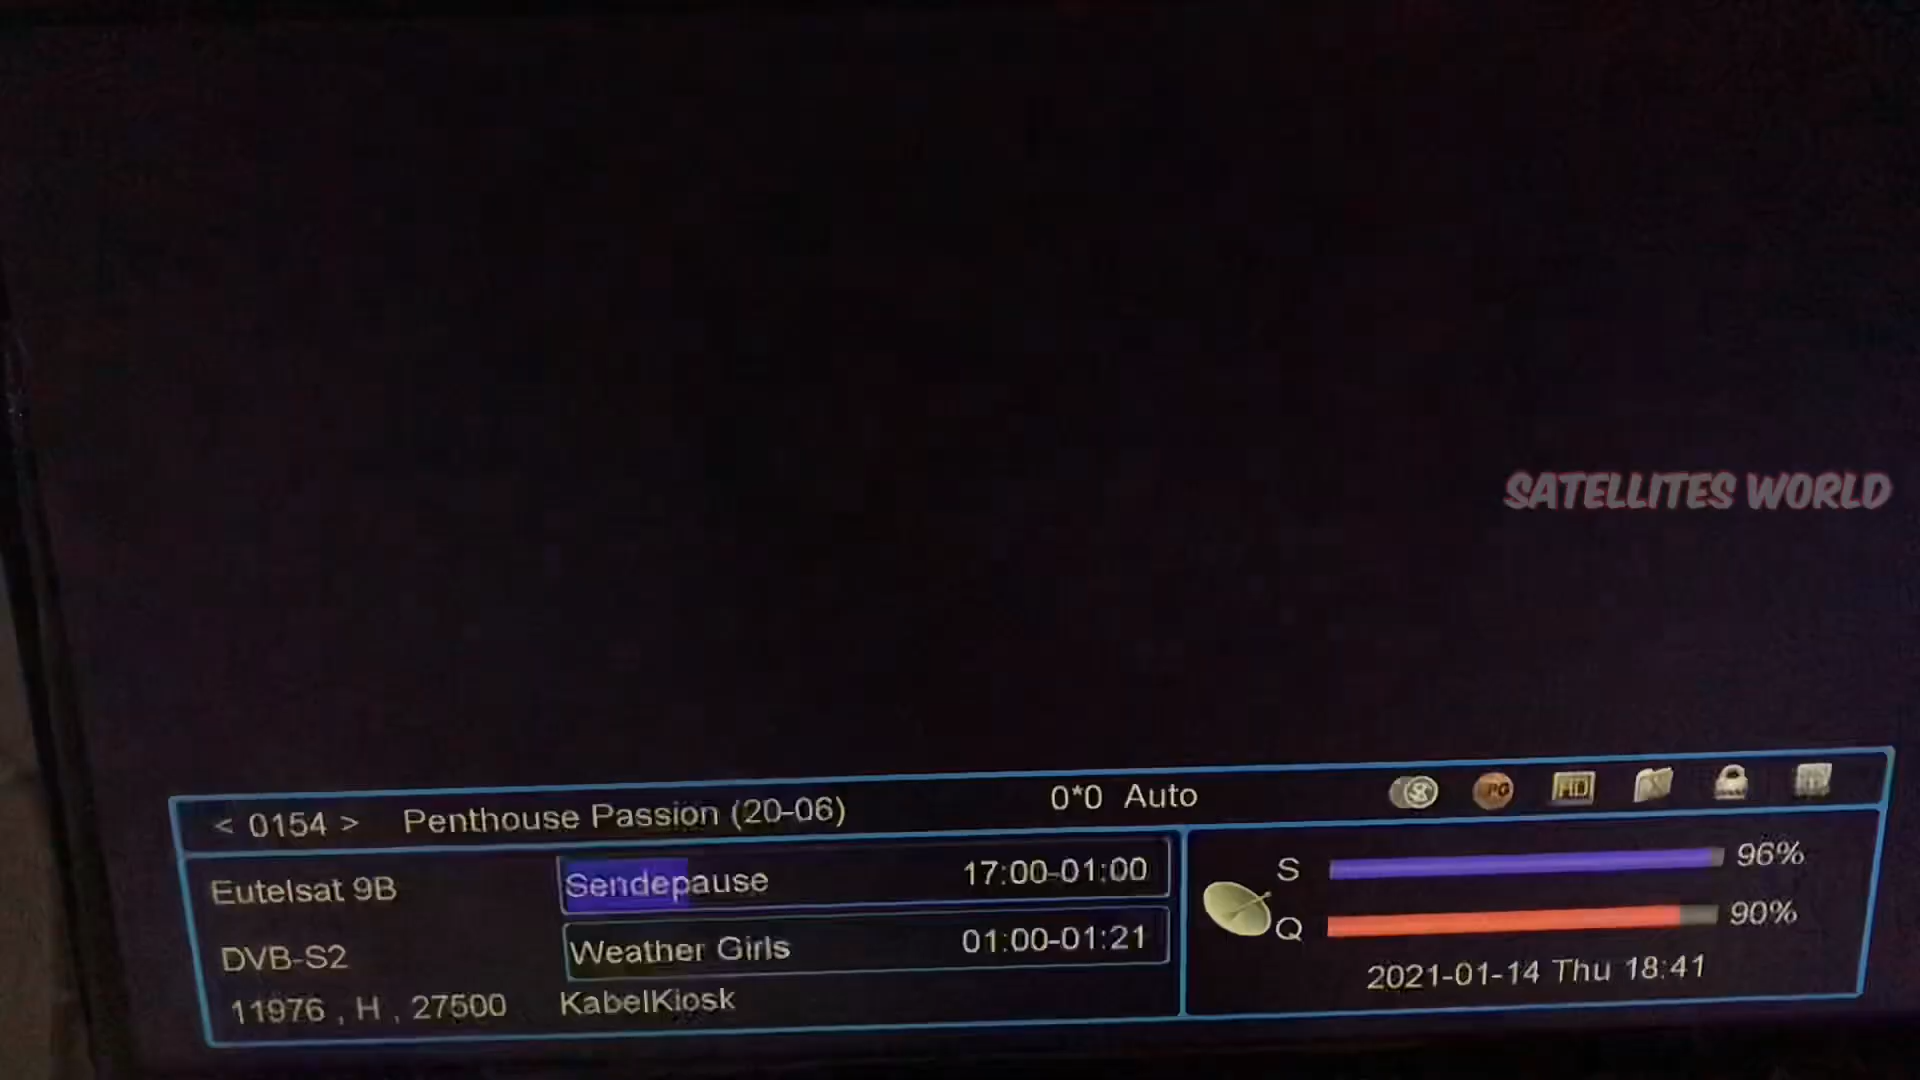 SATELLITES WORLD
< 0154 > Penthouse Passion (20-06) 0*0 Auto HD
Eutelsat 9B Sendepause 17:00-01:00 S 96%
DVB-S2 Weather Girls 01:00-01:21 Q 90%
11976 , H , 27500 KabelKiosk 2021-01-14 Thu 18:41